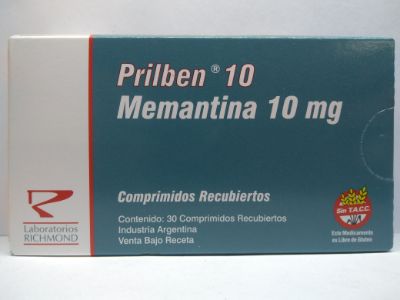 Prilben® 10
Memantina 10 mg
Comprimidos Recubiertos
Contenido: 30 Comprimidos Recubiertos
Industria Argentina
Venta Bajo Receta
Laboratorios
RICHMOND
Sin T.A.C.C.
Este Medicamento
es Libre de Gluten